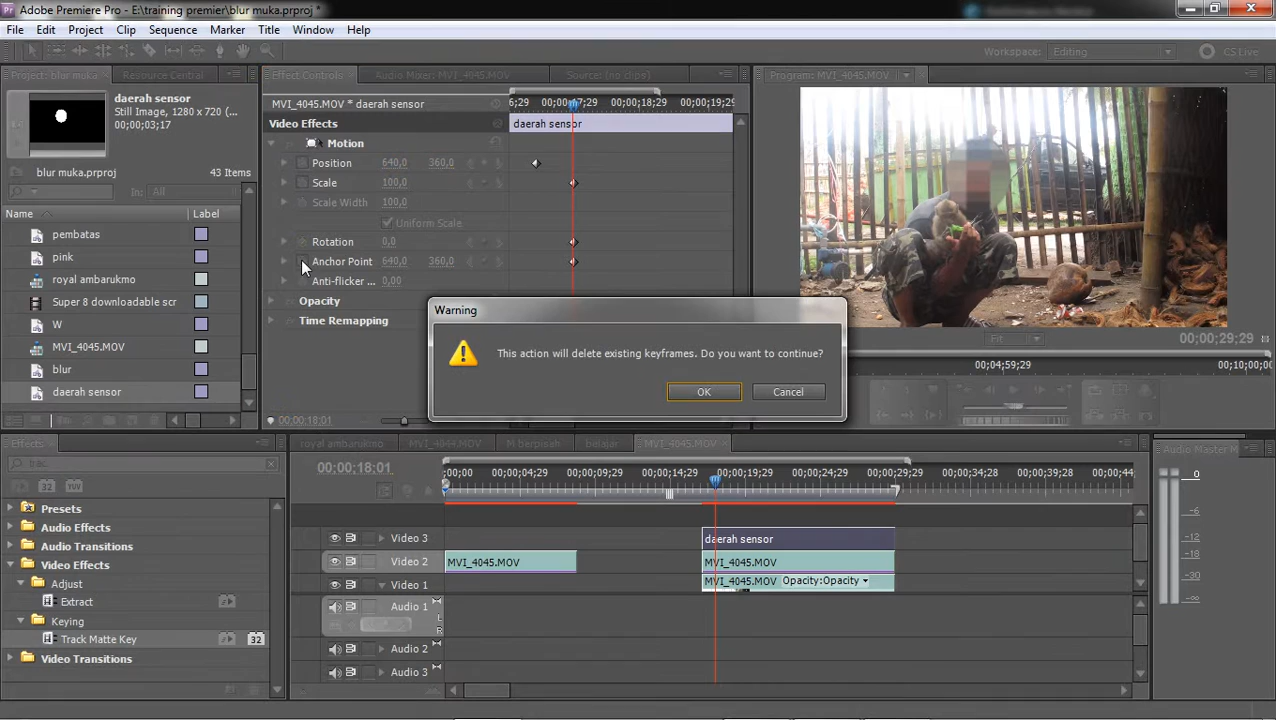 Adobe Premiere Pro - E:\training premier\blur muka.prproj *
File Edit Project Clip Sequence Marker Title Window Help
Workspace: Editing CS Live
Project: blur muka Resource Central
Effect Controls Audio Mixer: MVI_4045.MOV Source: (no clips)
Program: MVI_4045.MOV
daerah sensor
Still Image, 1280 x 720 (...
00;00;03;17
blur muka.prproj 43 Items
In: All
Name Label
pembatas
pink
royal ambarukmo
Super 8 downloadable scr
W
MVI_4045.MOV
blur
daerah sensor
MVI_4045.MOV * daerah sensor
6;29 00;00;17;29 00;00;18;29 00;00;19;29
Video Effects
daerah sensor
Motion
Position 640,0 360,0
Scale 100,0
Scale Width 100,0
Uniform Scale
Rotation 0,0
Anchor Point 640,0 360,0
Anti-flicker ... 0,00
Opacity
Time Remapping
00;00;18;01
Warning
This action will delete existing keyframes. Do you want to continue?
OK Cancel
Fit 00;00;29;29
00;04;59;29 00;10;00;0
Effects
Presets
Audio Effects
Audio Transitions
Video Effects
Adjust
Extract
Keying
Track Matte Key
Video Transitions
royal ambarukmo MVI_4044.MOV M berpisah belajar MVI_4045.MOV
00;00;18;01
;00;00 00;00;04;29 00;00;09;29 00;00;14;29 00;00;19;29 00;00;24;29 00;00;29;29 00;00;34;28 00;00;39;28 00;00;44
Video 3 daerah sensor
Video 2 MVI_4045.MOV MVI_4045.MOV
Video 1 MVI_4045.MOV Opacity:Opacity
Audio 1
L
R
Audio 2
Audio 3
Audio Master M
0
-6
-12
-18
-30
-∞